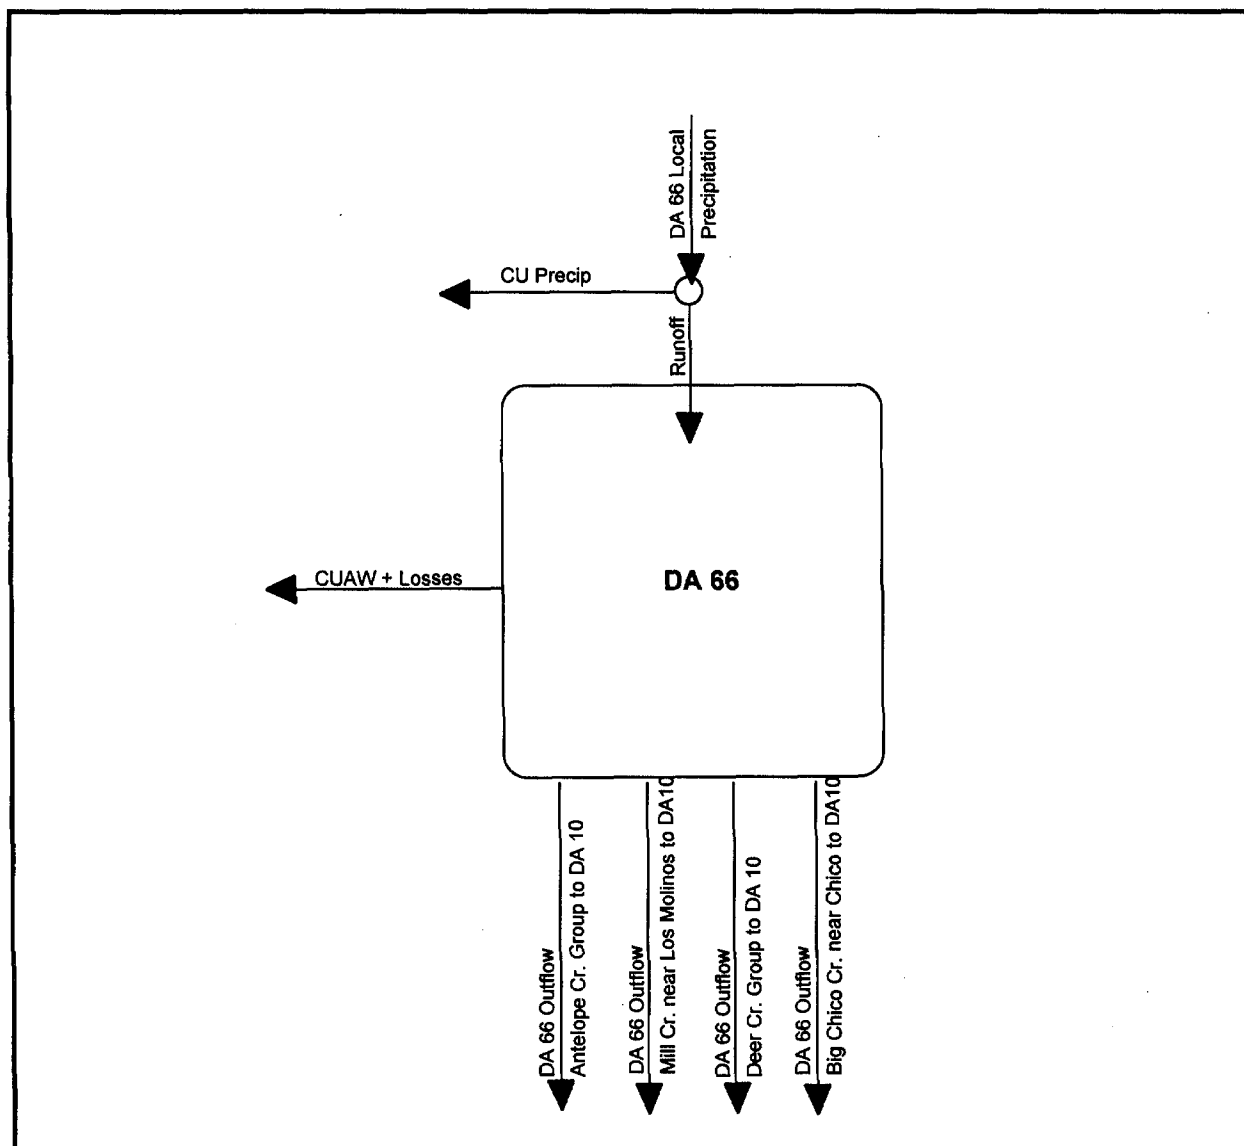 DA 66 Local
Precipitation
CU Precip
Runoff
CUAW + Losses
DA 66
DA 66 Outflow
Antelope Cr. Group to DA 10
DA 66 Outflow
Mill Cr. near Los Molinos to DA10
DA 66 Outflow
Deer Cr. Group to DA 10
DA 66 Outflow
Big Chico Cr. near Chico to DA10